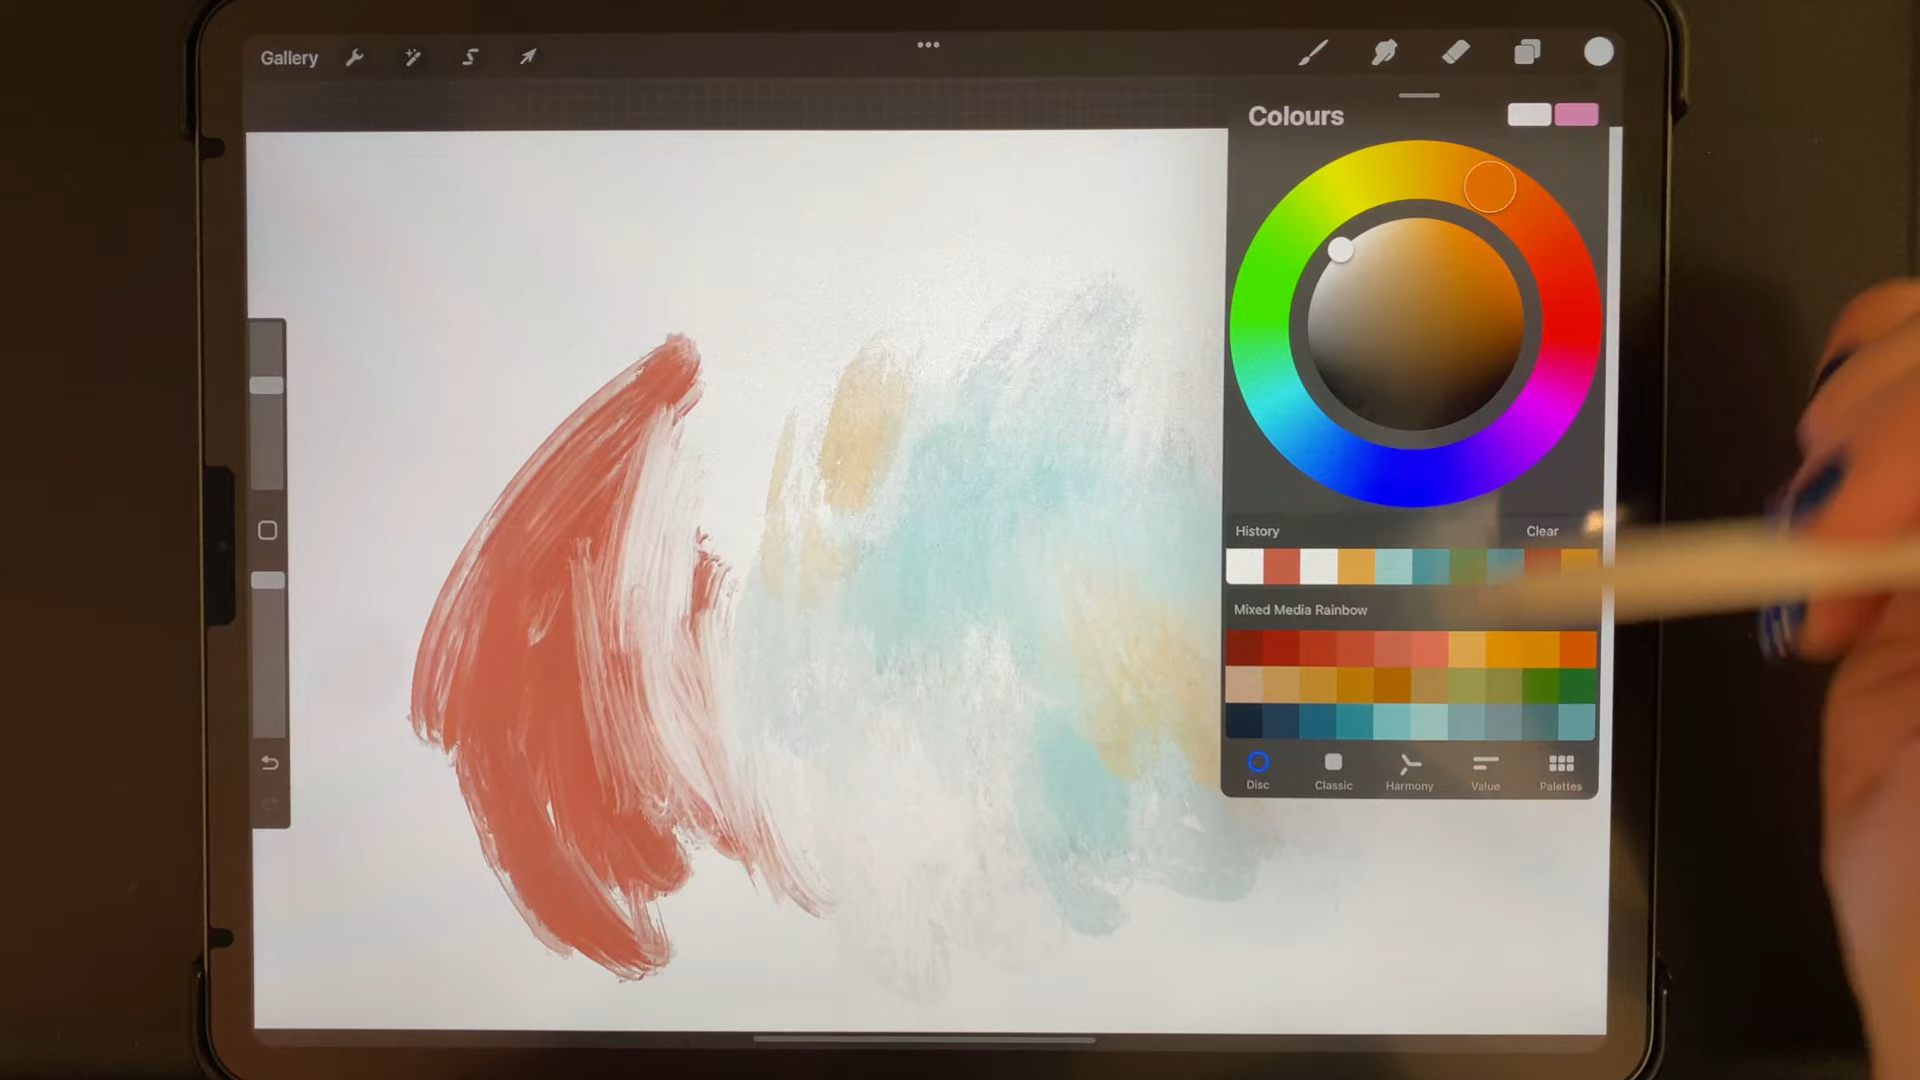 Gallery
Colours
History Clear
Mixed Media Rainbow
Disc Classic Harmony Value Palettes